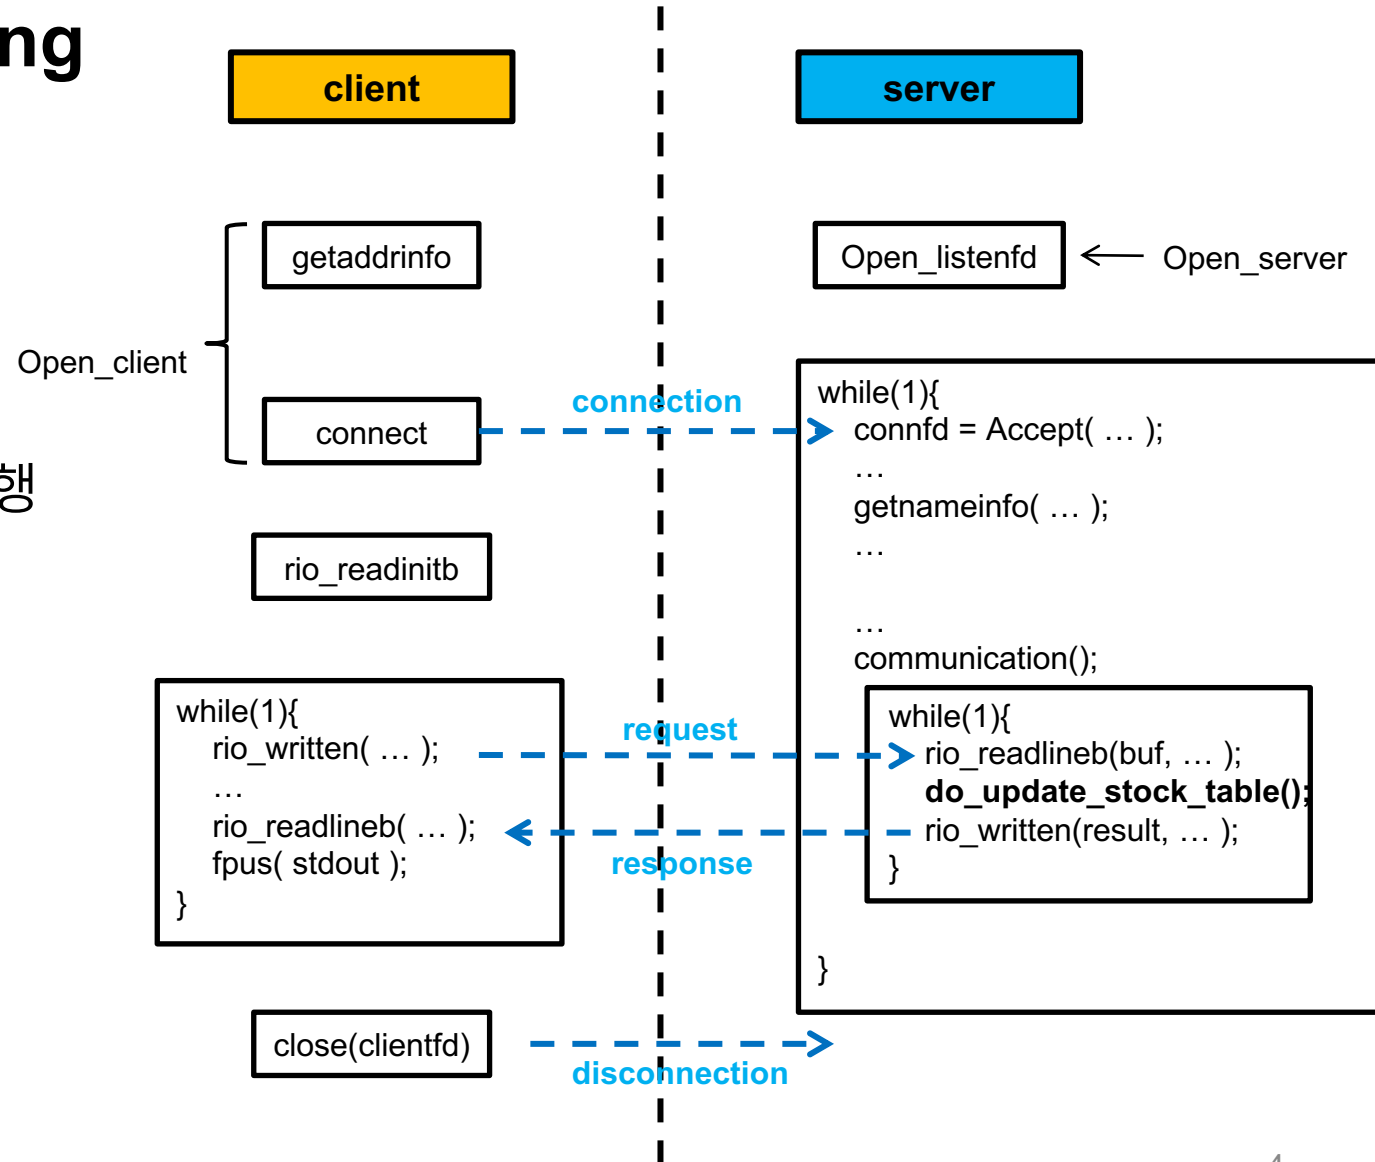 ng
client
server
getaddrinfo
Open_listenfd
Open_server
Open_client
connect
connection
행
rio_readinitb
while(1){
connfd = Accept( … );
…
getnameinfo( … );
…
…
communication();
while(1){
rio_written( … );
…
rio_readlineb( … );
fpus( stdout );
}
request
response
while(1){
rio_readlineb(buf, … );
do_update_stock_table();
rio_written(result, … );
}
}
close(clientfd)
disconnection